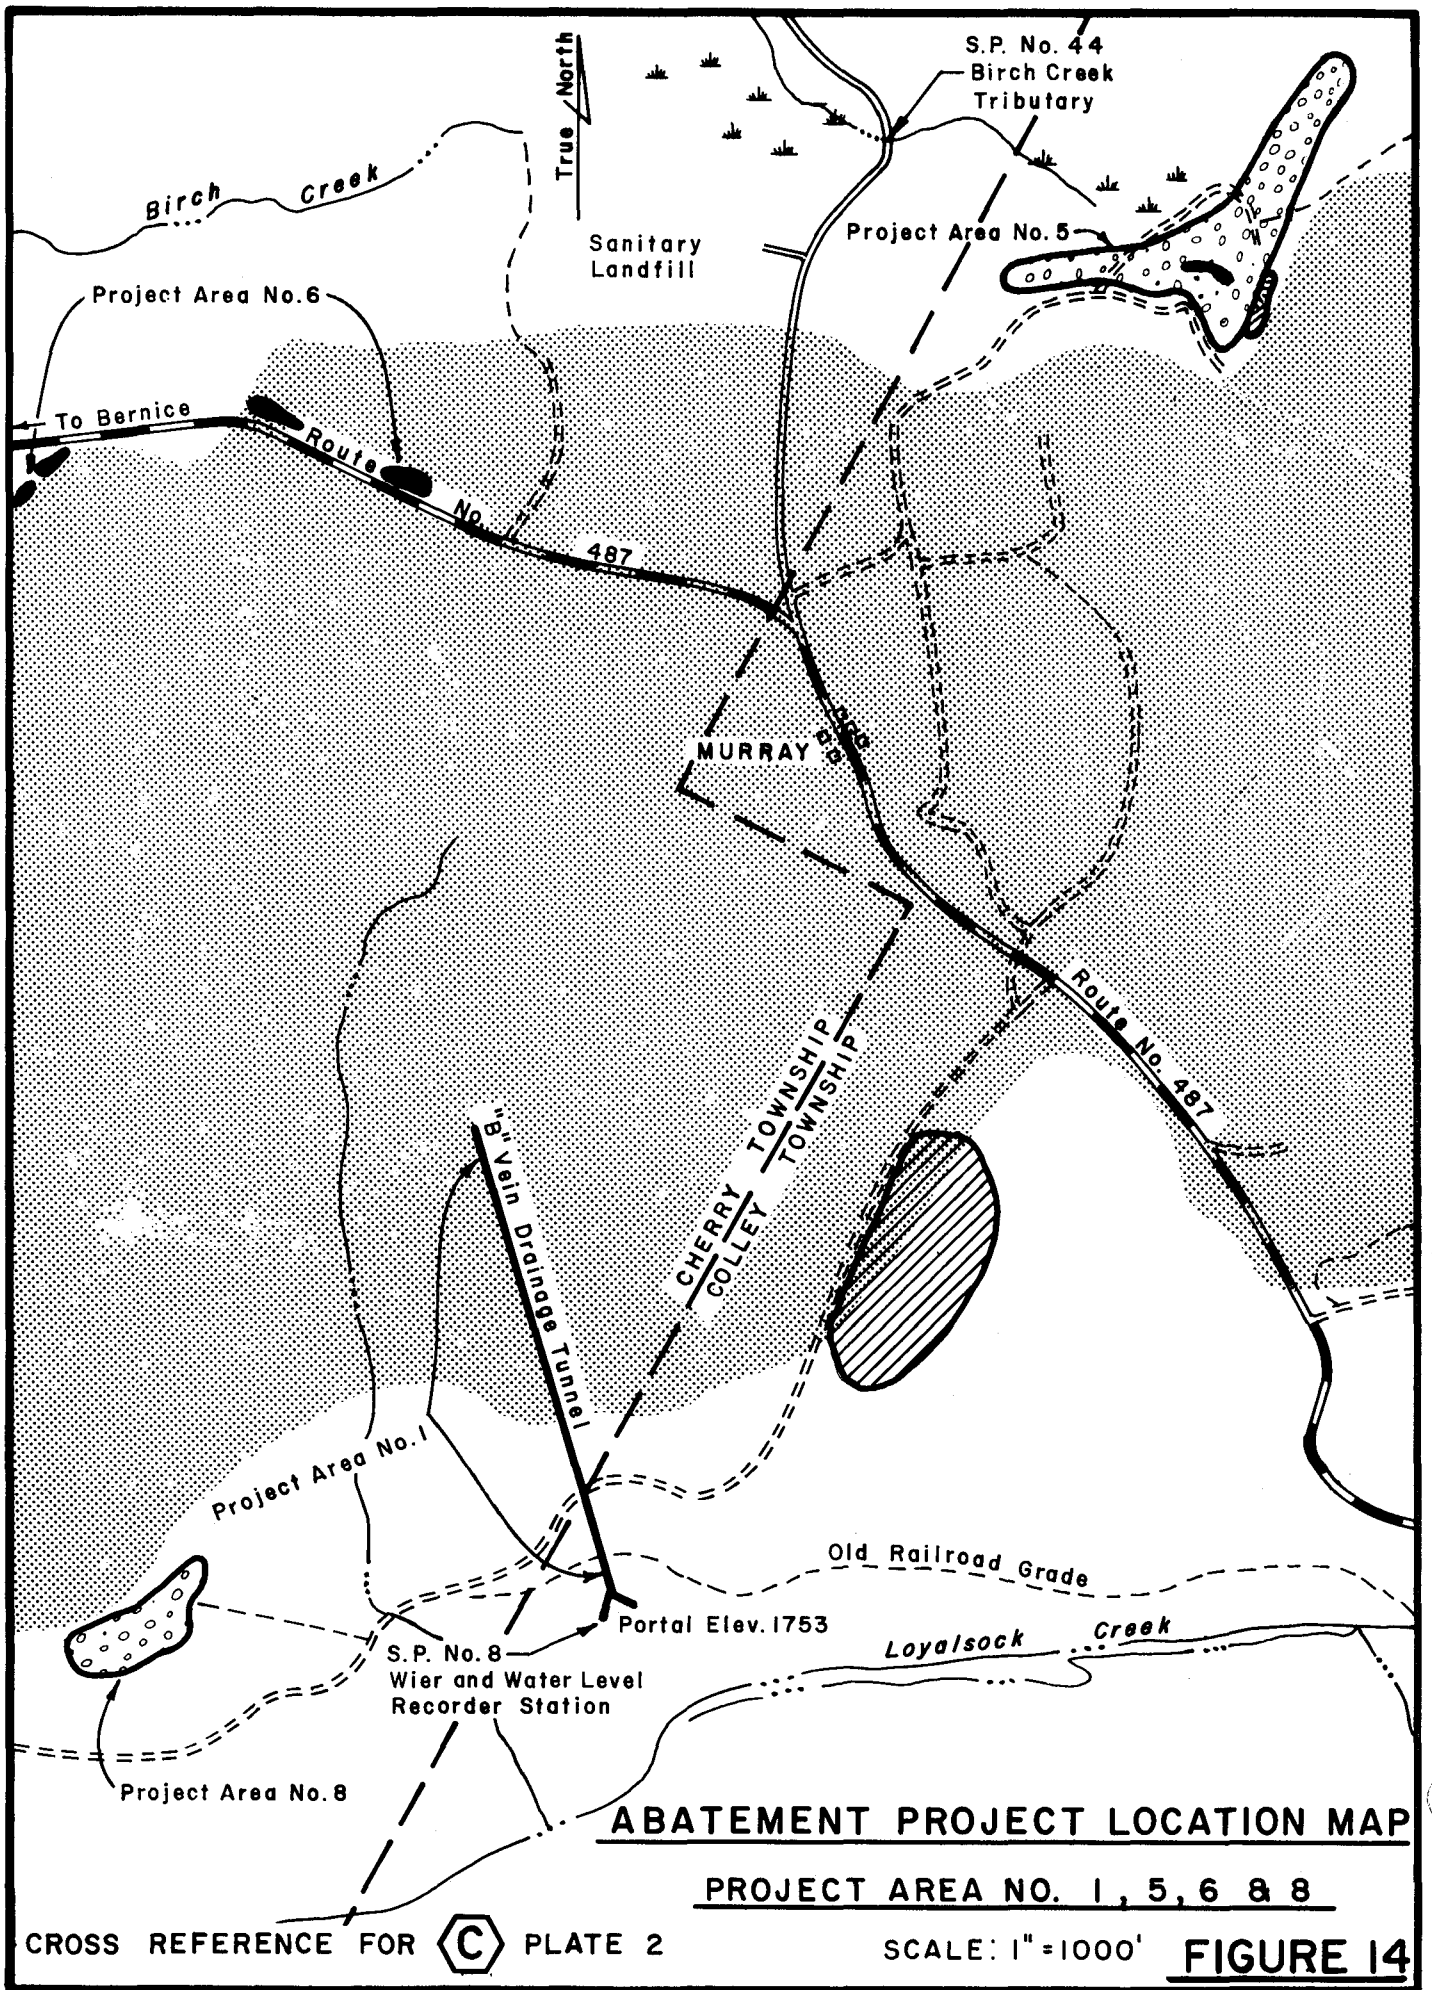 True North
S.P. No. 44
Birch Creek
Tributary
Birch Creek
Sanitary
Landfill
Project Area No. 5
Project Area No. 6
To Bernice
Route No. 487
MURRAY
Route No. 487
CHERRY TOWNSHIP
COLLEY TOWNSHIP
"B" Vein Drainage Tunnel
Project Area No. 1
Old Railroad Grade
Portal Elev. 1753
Loyalsock Creek
S.P. No. 8
Wier and Water Level
Recorder Station
Project Area No. 8
ABATEMENT PROJECT LOCATION MAP
PROJECT AREA NO. 1, 5, 6 & 8
CROSS REFERENCE FOR C PLATE 2
SCALE: 1" = 1000'
FIGURE 14